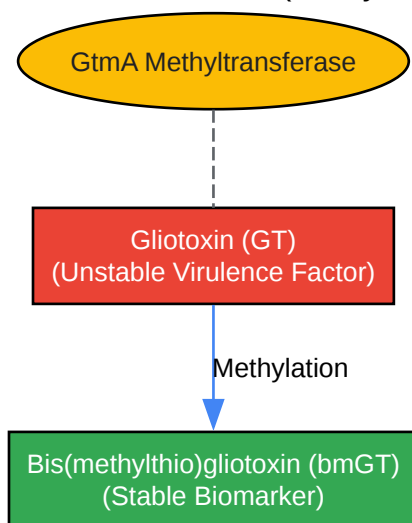 GtmA Methyltransferase
Gliotoxin (GT)
(Unstable Virulence Factor)
Methylation
Bis(methylthio)gliotoxin (bmGT)
(Stable Biomarker)